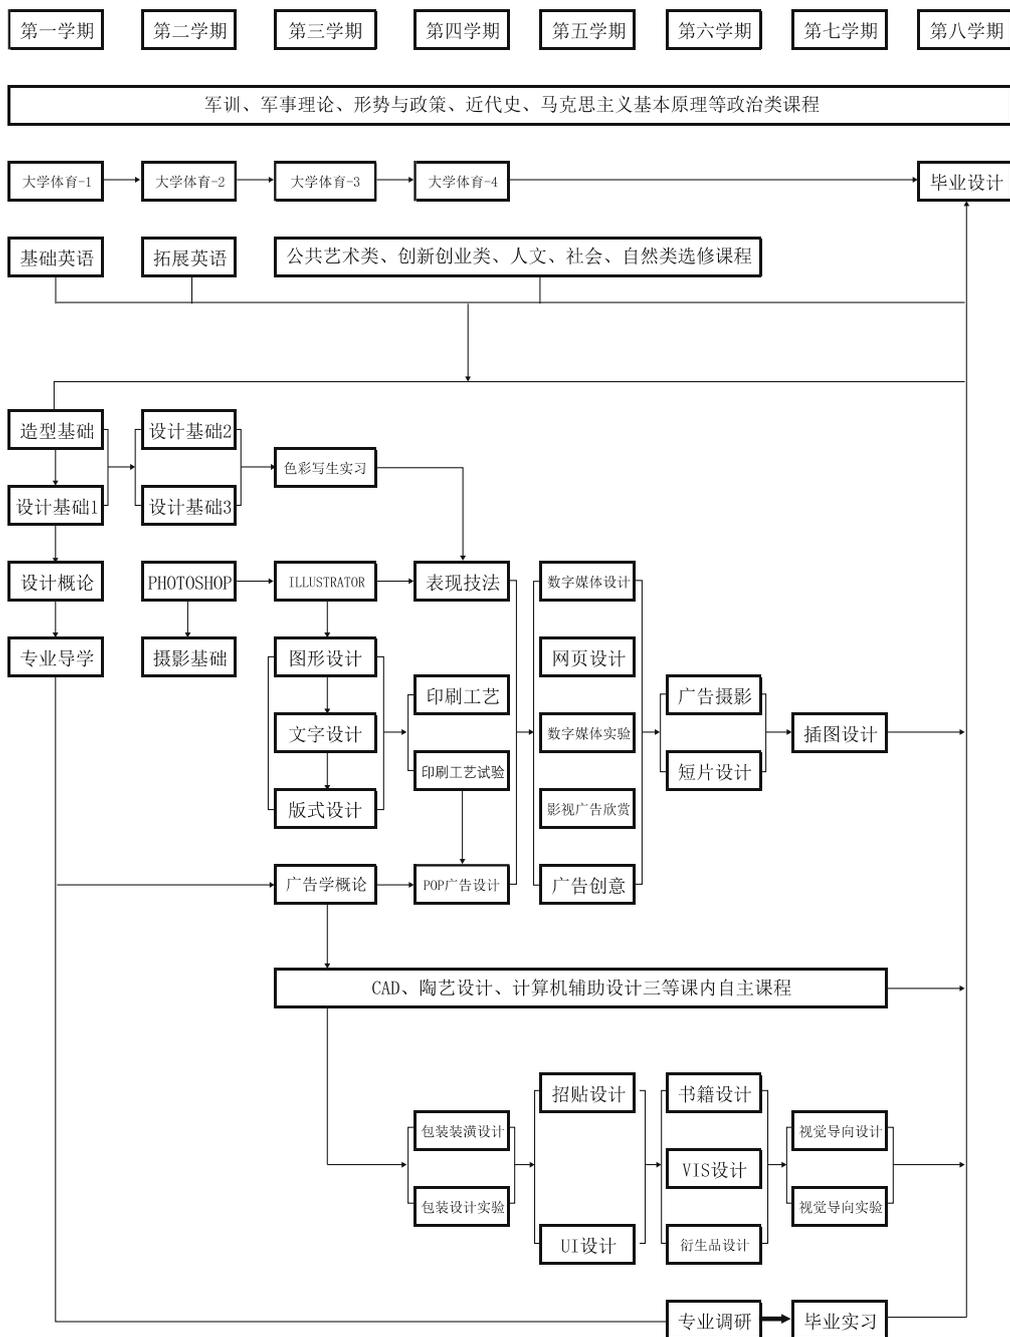 第一学期 第二学期 第三学期 第四学期 第五学期 第六学期 第七学期 第八学期
军训、军事理论、形势与政策、近代史、马克思主义基本原理等政治类课程
大学体育-1 大学体育-2 大学体育-3 大学体育-4 毕业设计
基础英语 拓展英语 公共艺术类、创新创业类、人文、社会、自然类选修课程
造型基础 设计基础2
色彩写生实习
设计基础1 设计基础3
设计概论 PHOTOSHOP ILLUSTRATOR 表现技法 数字媒体设计
专业导学 摄影基础 图形设计 网页设计
印刷工艺 广告摄影
文字设计 数字媒体实验 插图设计
印刷工艺试验 短片设计
版式设计 影视广告欣赏
广告学概论 POP广告设计 广告创意
CAD、陶艺设计、计算机辅助设计三等课内自主课程
招贴设计 书籍设计
包装装潢设计 视觉导向设计
VIS设计
包装设计实验 视觉导向实验
UI设计 衍生品设计
专业调研 毕业实习